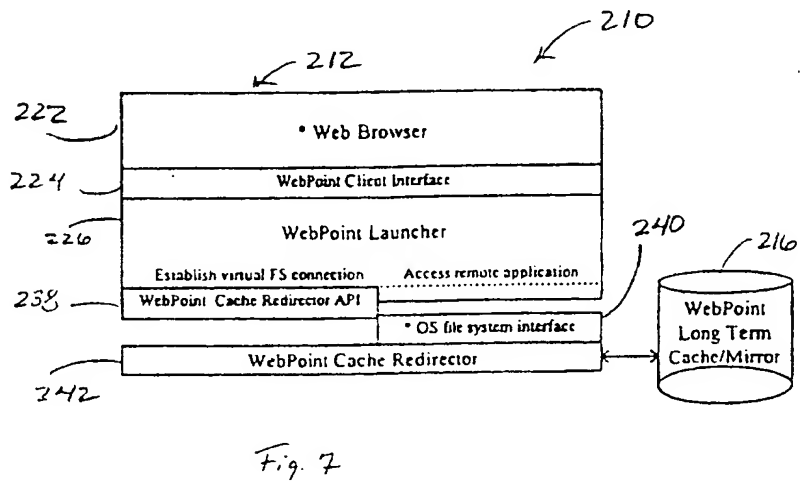 210
212
222
• Web Browser
224
WebPoint Client Interface
226
WebPoint Launcher
240
216
Establish virtual FS connection
Access remote application
238
WebPoint Cache Redirector API
WebPoint
Long Term
Cache/Mirror
• OS file system interface
WebPoint Cache Redirector
342
Fig. 7